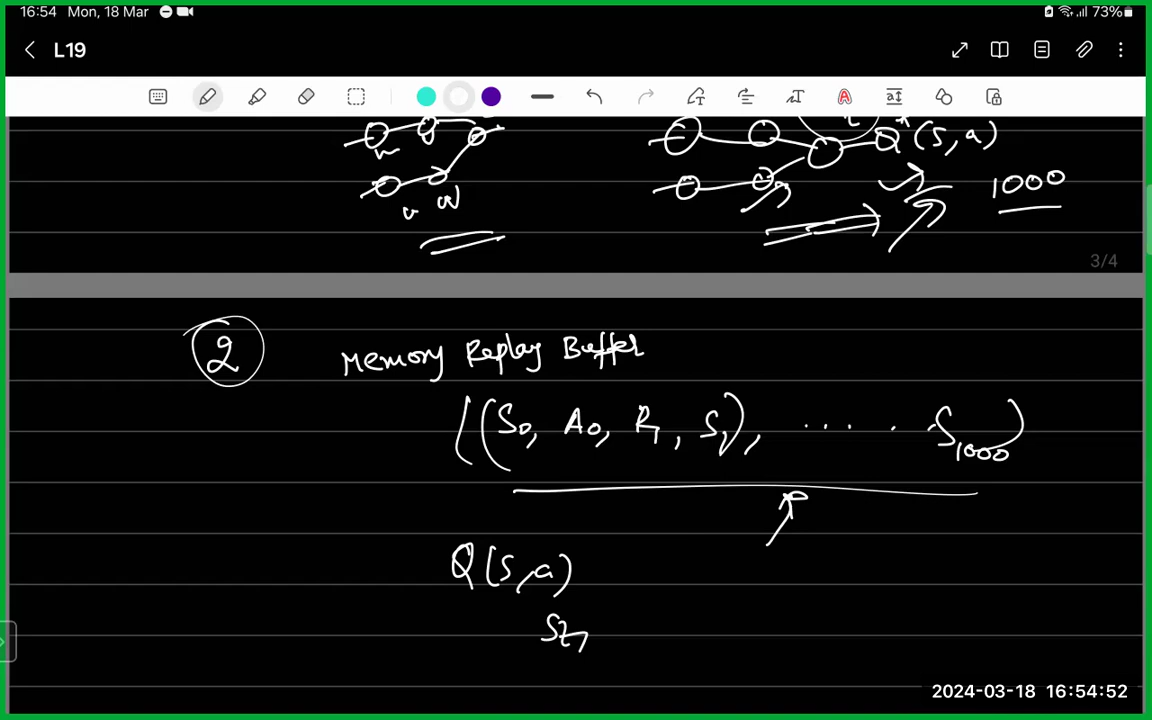 16:54 Mon, 18 Mar 73%
L19
Q*(S,a)
1000
3/4
2 Memory Replay Buffer
((S0, A0, R1, S1), ..... S1000)
Q(S,a)
2024-03-18 16:54:52